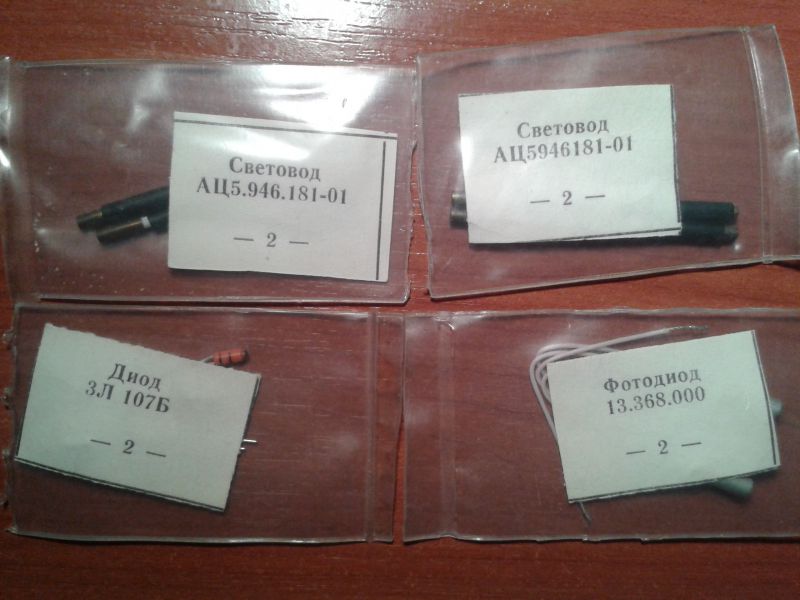 Световод
АЦ5.946.181-01
— 2 —
Световод
АЦ5946181-01
— 2 —
Диод
3Л 107Б
— 2 —
Фотодиод
13.368.000
— 2 —